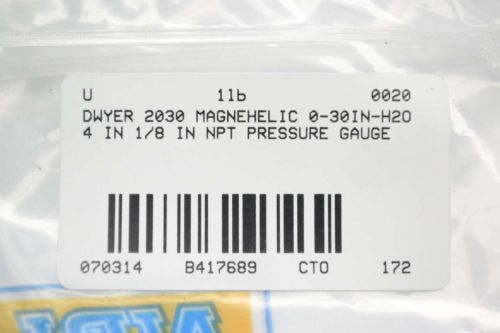 U 1lb 0020
DWYER 2030 MAGNEHELIC 0-30IN-H2O
4 IN 1/8 IN NPT PRESSURE GAUGE
070314 B417689 CTO 172